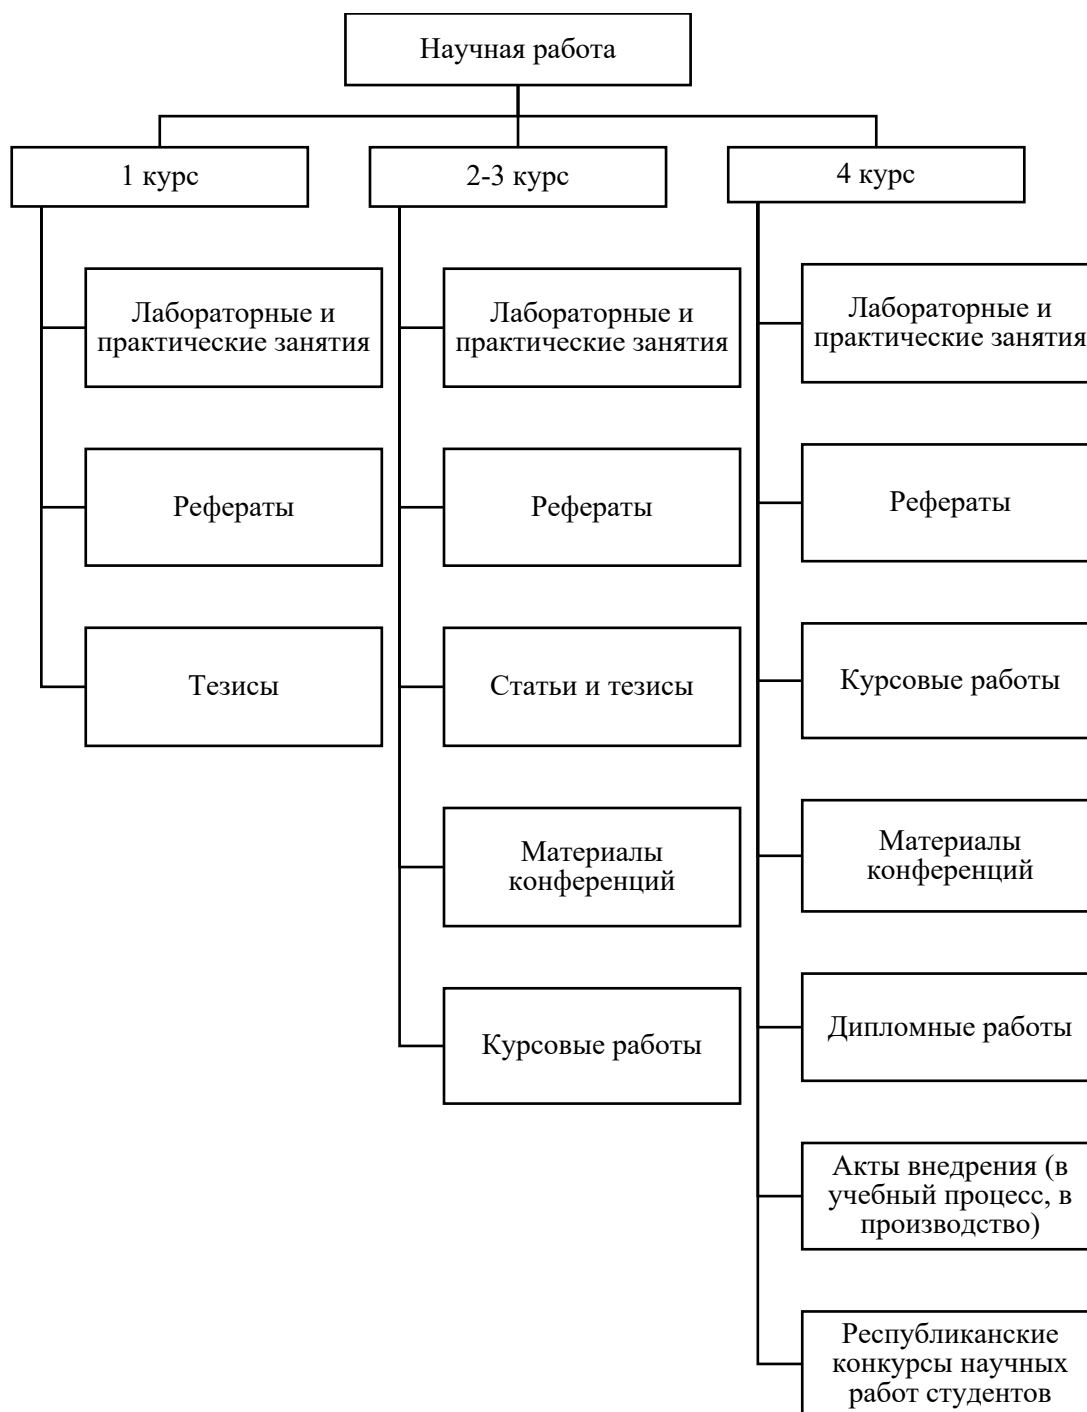 Научная работа
1 курс
2-3 курс
4 курс
Лабораторные и
практические занятия
Рефераты
Тезисы
Лабораторные и
практические занятия
Рефераты
Статьи и тезисы
Материалы
конференций
Курсовые работы
Лабораторные и
практические занятия
Рефераты
Курсовые работы
Материалы
конференций
Дипломные работы
Акты внедрения (в
учебный процесс, в
производство)
Республиканские
конкурсы научных
работ студентов